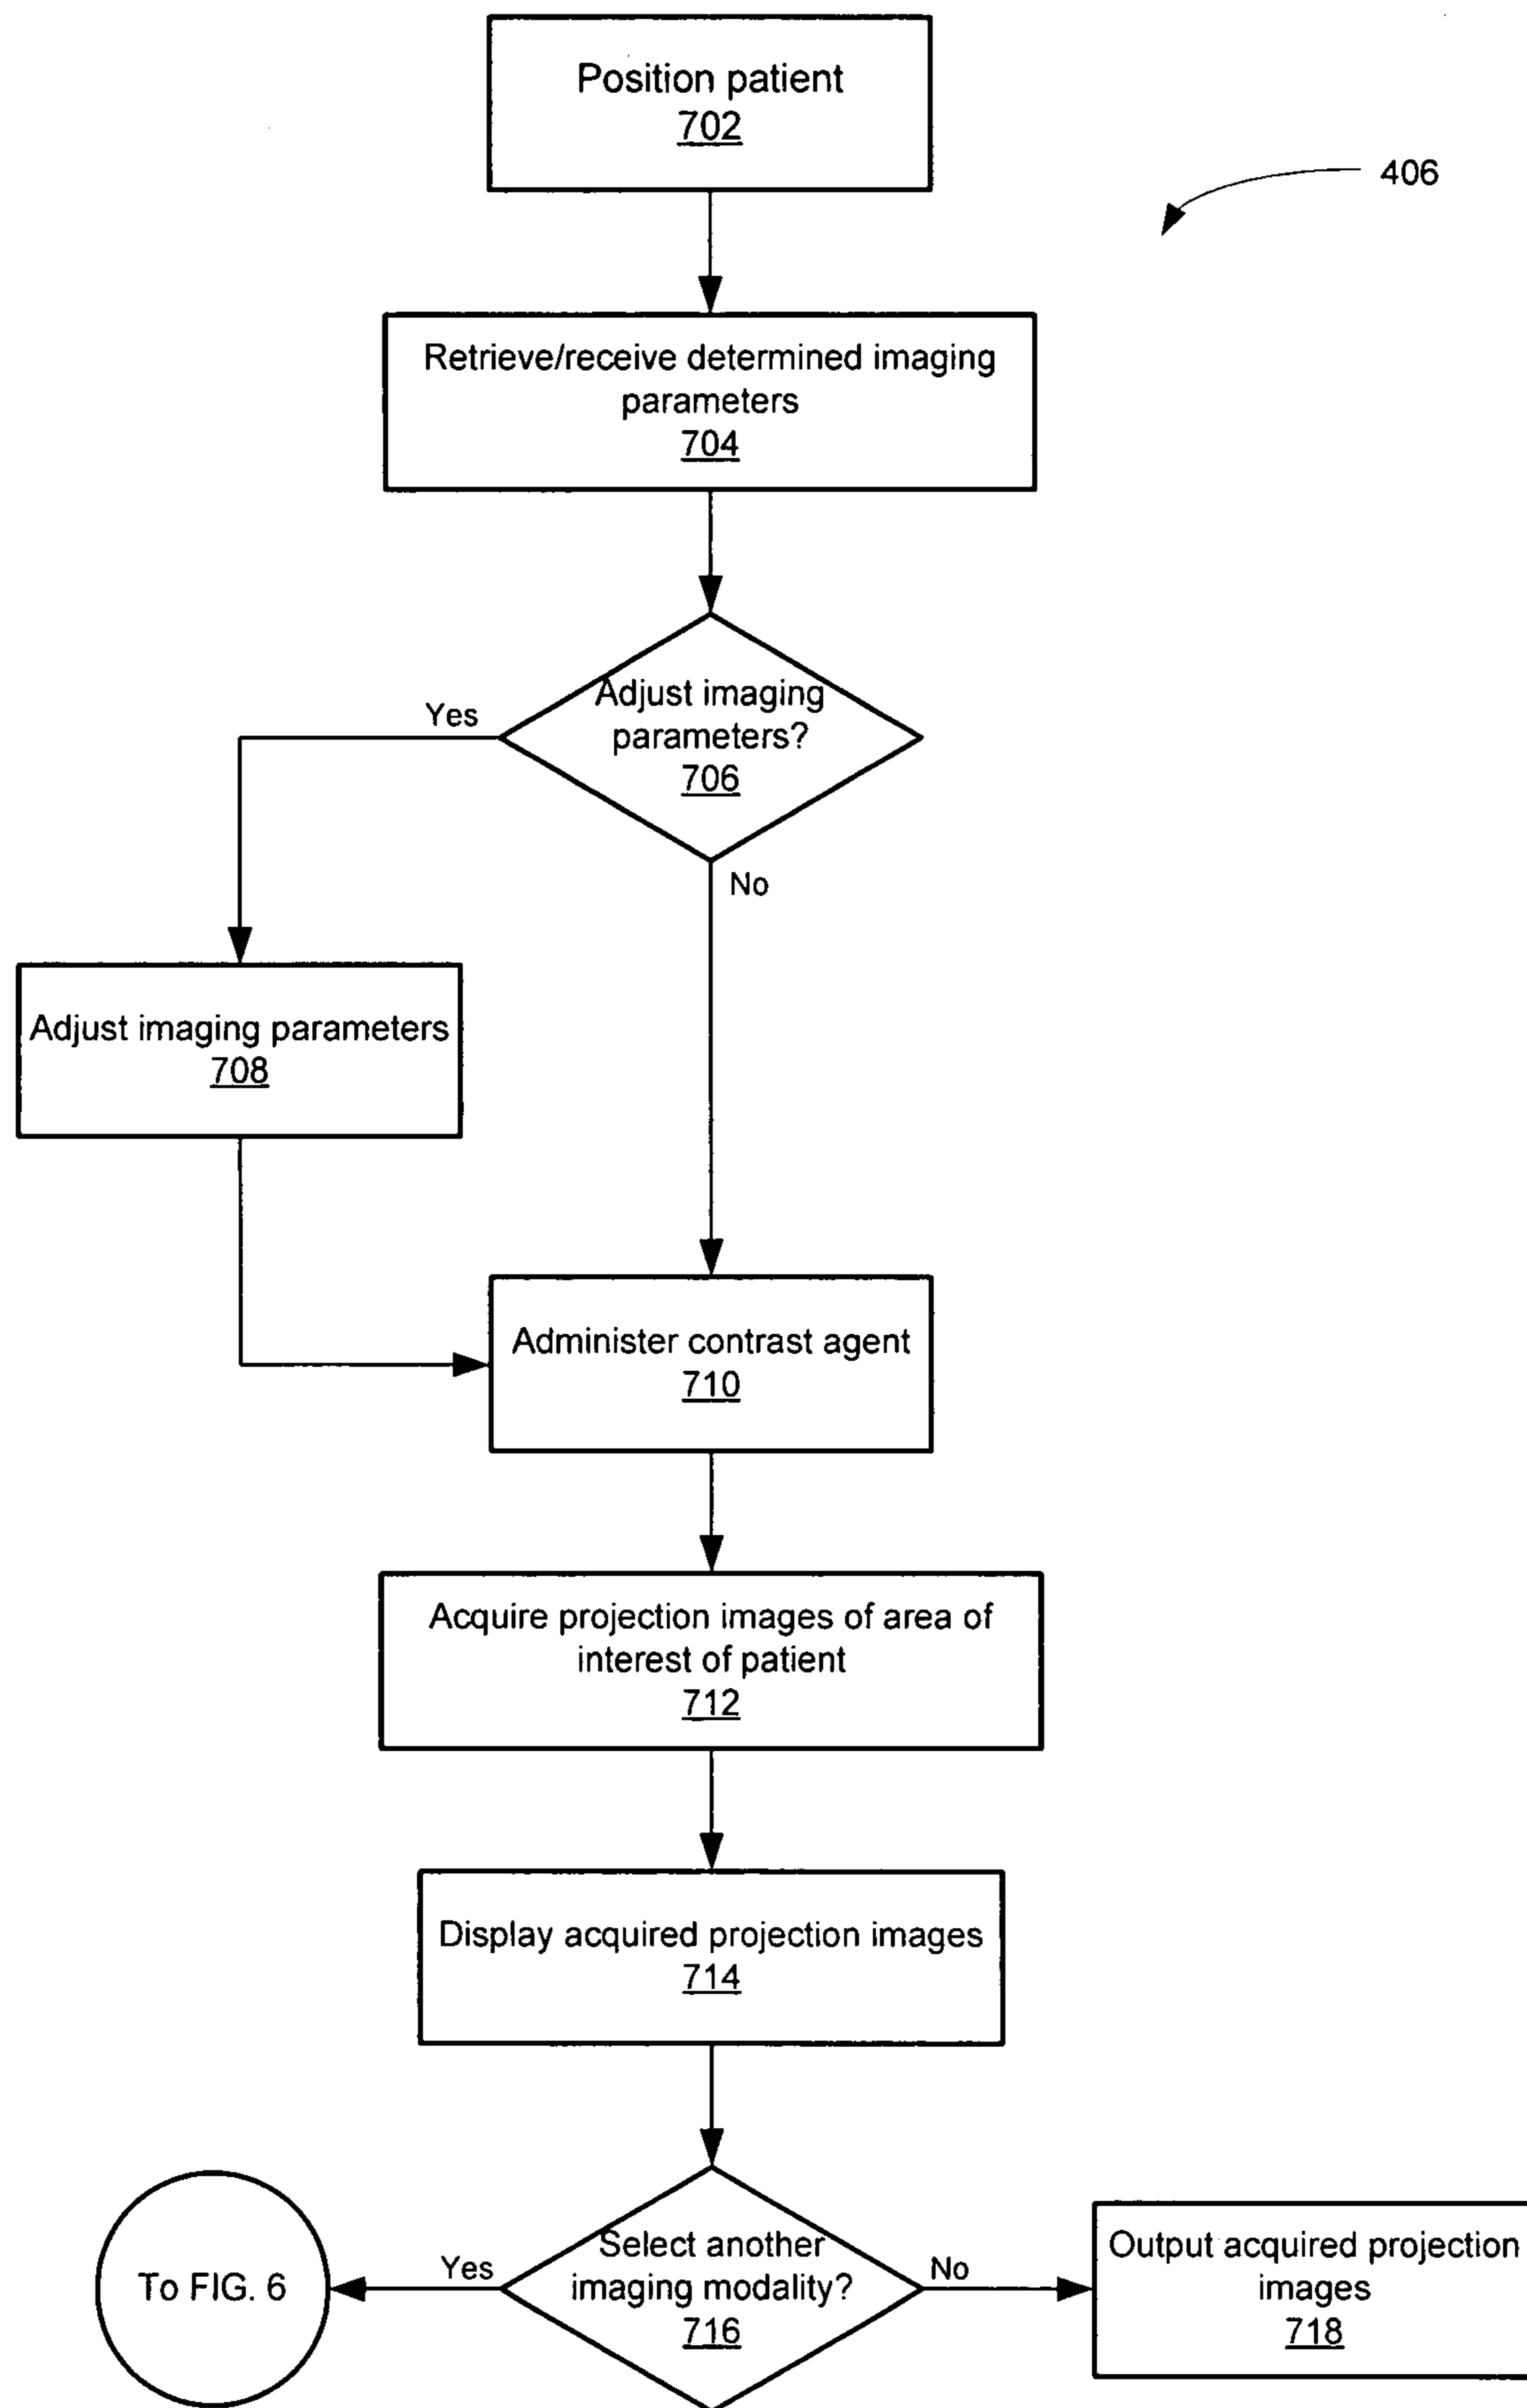 Position patient
702
406
Retrieve/receive determined imaging
parameters
704
Adjust imaging
parameters?
706
Yes
No
Adjust imaging parameters
708
Administer contrast agent
710
Acquire projection images of area of
interest of patient
712
Display acquired projection images
714
Select another
imaging modality?
716
Yes
No
To FIG. 6
Output acquired projection
images
718